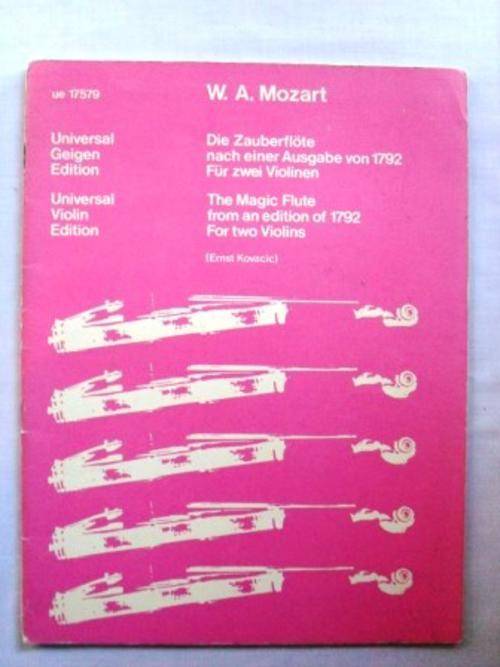 ue 17579
W. A. Mozart
Universal
Geigen
Edition
Die Zauberflöte
nach einer Ausgabe von 1792
Für zwei Violinen
Universal
Violin
Edition
The Magic Flute
from an edition of 1792
For two Violins
(Ernst Kovacic)